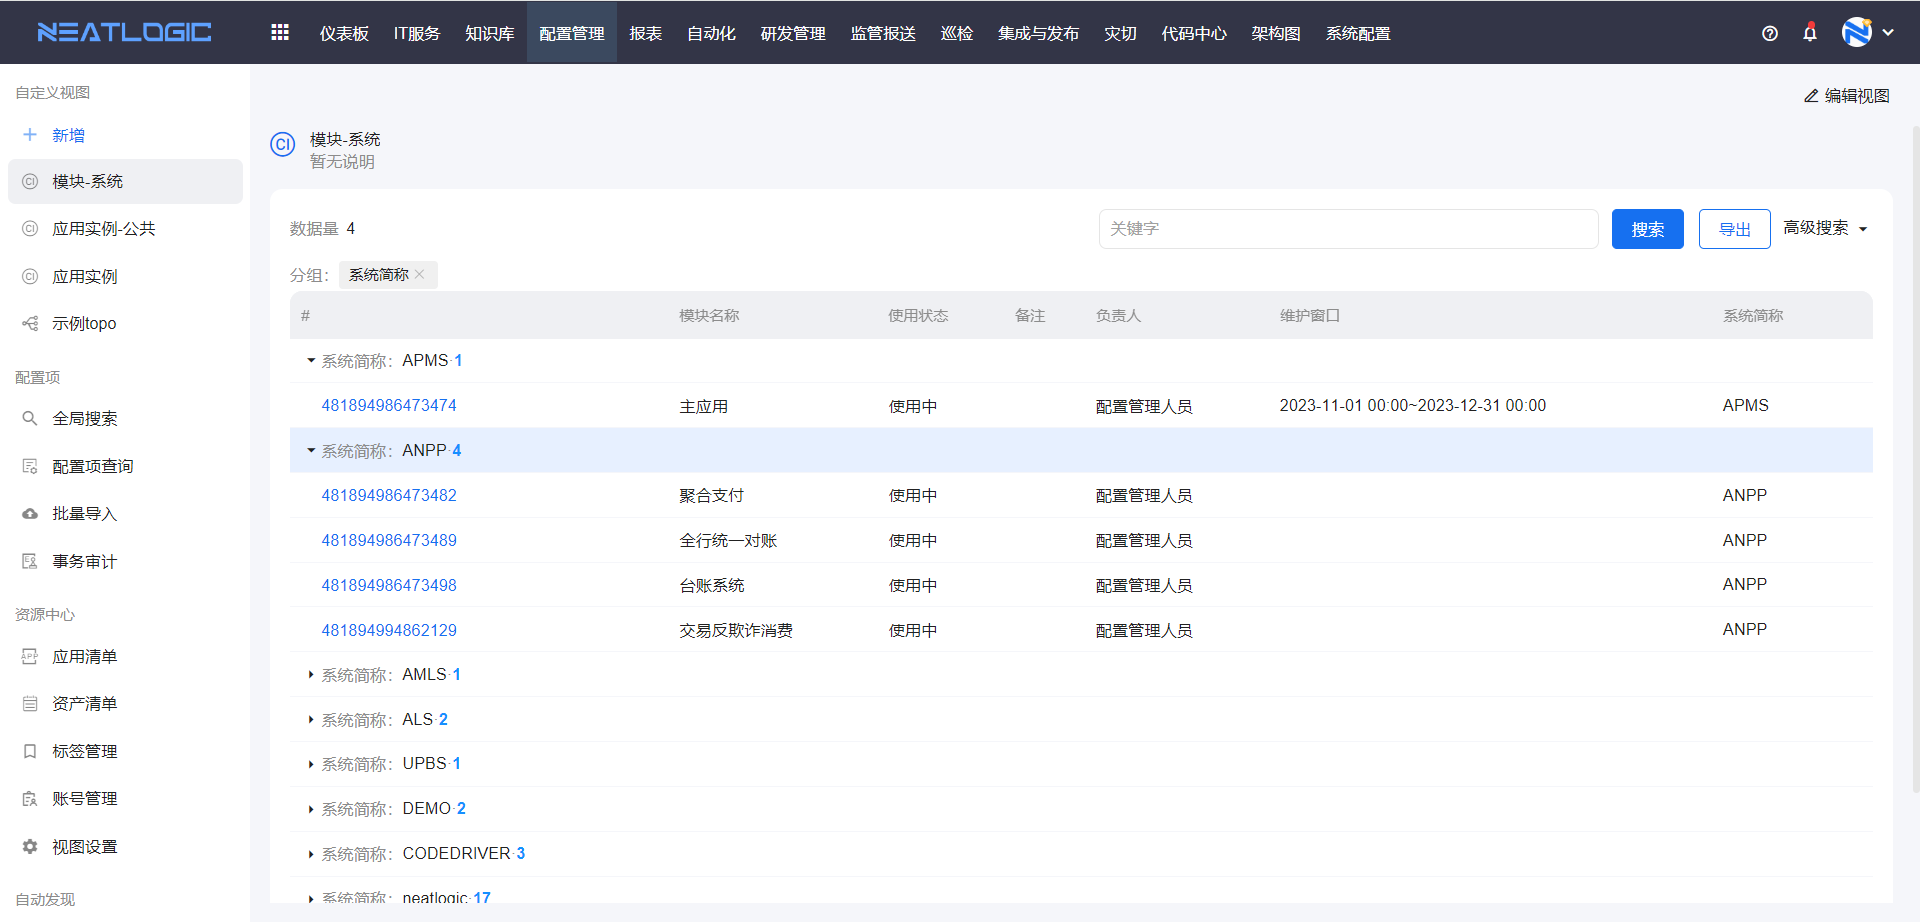 NEATLOGIC
仪表板 IT服务 知识库 配置管理 报表 自动化 研发管理 监管报送 巡检 集成与发布 灾切 代码中心 架构图 系统配置
自定义视图
新增
模块-系统
应用实例-公共
应用实例
示例topo
配置项
全局搜索
配置项查询
批量导入
事务审计
资源中心
应用清单
资产清单
标签管理
账号管理
视图设置
自动发现
编辑视图
模块-系统
暂无说明
数据量 4
关键字
搜索
导出
高级搜索
分组： 系统简称
# 模块名称 使用状态 备注 负责人 维护窗口 系统简称
系统简称：APMS·1
481894986473474 主应用 使用中 配置管理人员 2023-11-01 00:00~2023-12-31 00:00 APMS
系统简称：ANPP·4
481894986473482 聚合支付 使用中 配置管理人员 ANPP
481894986473489 全行统一对账 使用中 配置管理人员 ANPP
481894986473498 台账系统 使用中 配置管理人员 ANPP
481894994862129 交易反欺诈消费 使用中 配置管理人员 ANPP
系统简称：AMLS·1
系统简称：ALS·2
系统简称：UPBS·1
系统简称：DEMO·2
系统简称：CODEDRIVER·3
系统简称：neatlogic·17